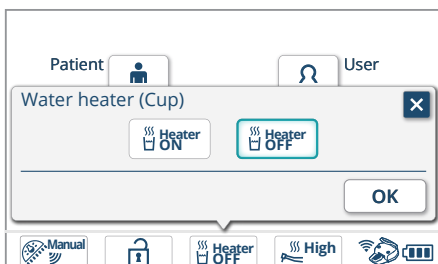 Patient
User
Water heater (Cup)
Heater
ON
Heater
OFF
OK
Manual
Heater
OFF
High